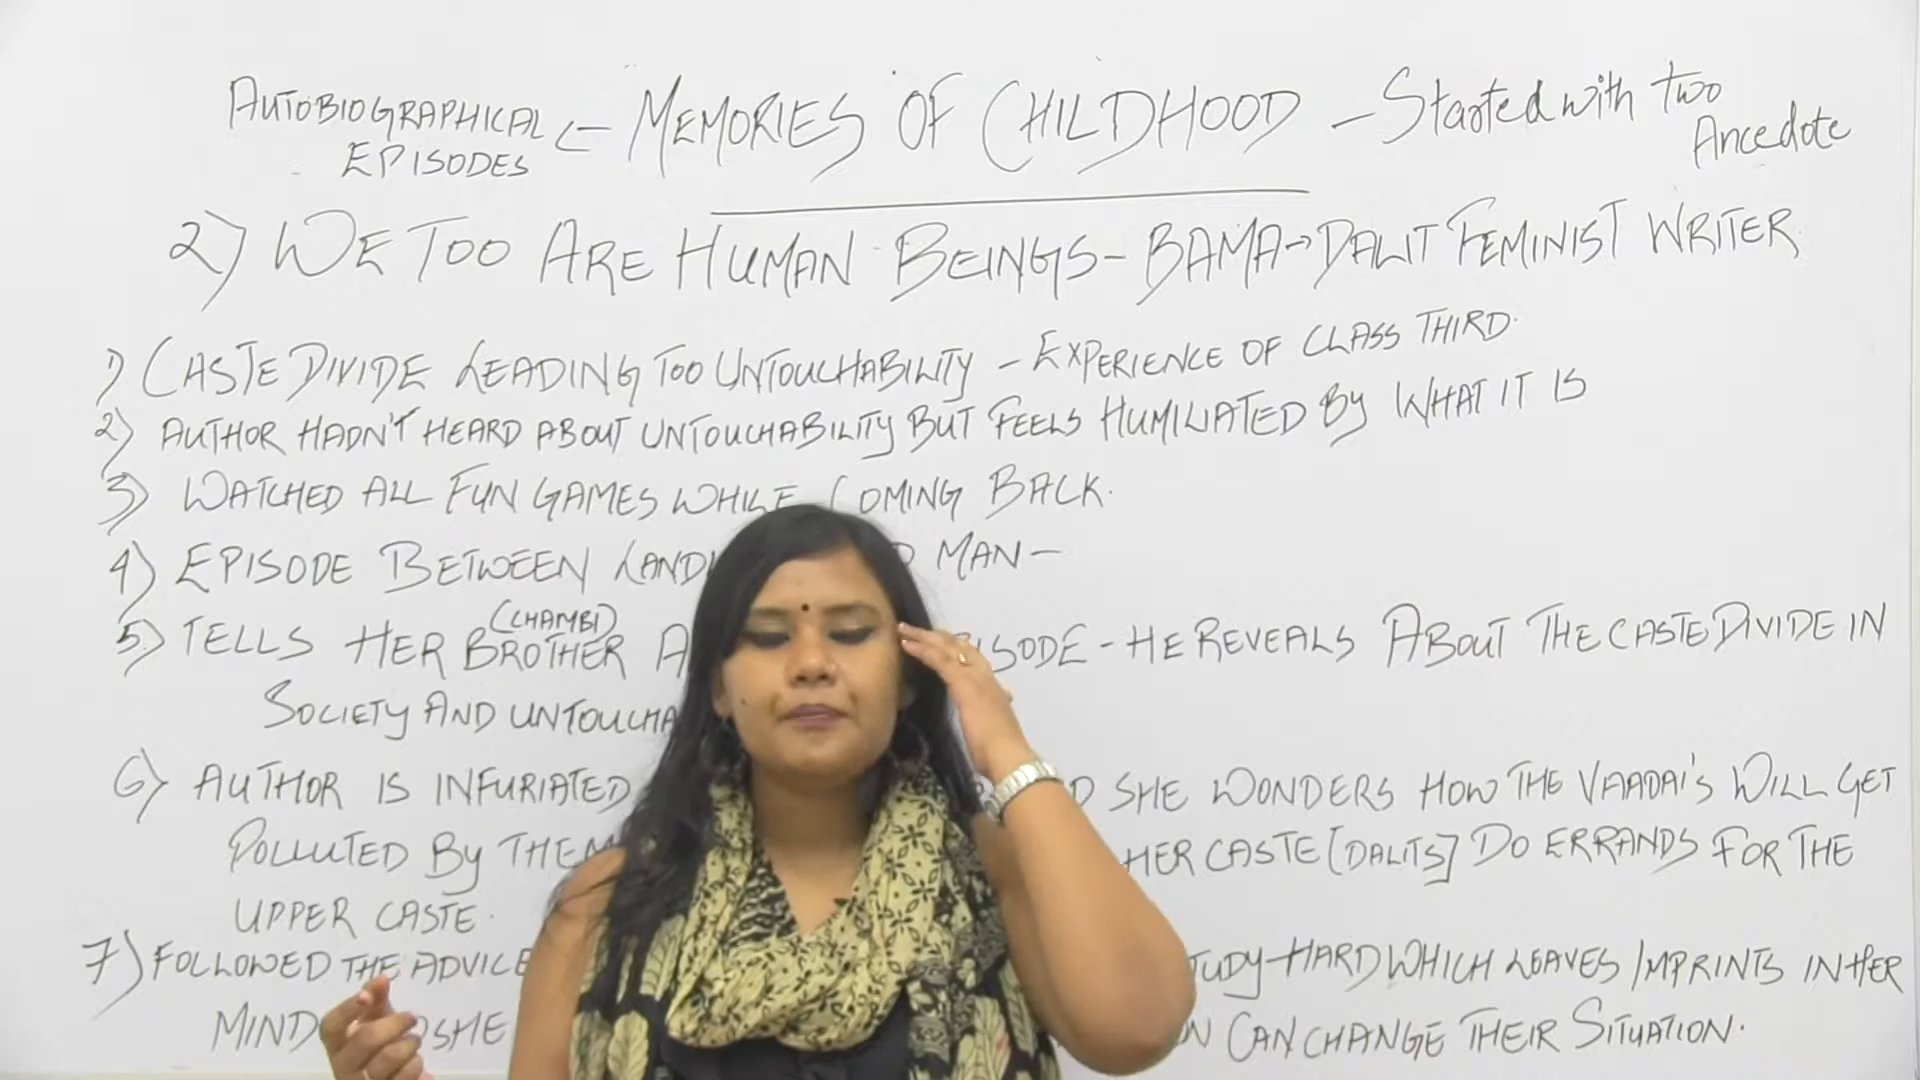 AUTOBIOGRAPHICAL EPISODES <- MEMORIES OF CHILDHOOD - Started with two Ancedote
2) WE TOO ARE HUMAN BEINGS - BAMA -> DALIT FEMINIST WRITER.
1) CASTE DIVIDE LEADING TOO UNTOUCHABILITY - EXPERIENCE OF CLASS THIRD.
2) AUTHOR HADN'T HEARD ABOUT UNTOUCHABILITY BUT FEELS HUMILIATED BY WHAT IT IS
3) WATCHED ALL FUN GAMES WHILE COMING BACK.
4) EPISODE BETWEEN MAN -
5) TELLS HER BROTHER (CHAMBI) - HE REVEALS ABOUT THE CASTE DIVIDE IN
SOCIETY AND
6) AUTHOR IS INFURIATED SHE WONDERS HOW THE VAADAI'S WILL GET
POLLUTED BY THEM HER CASTE [DALITS] DO ERRANDS FOR THE
UPPER CASTE.
7) FOLLOWED THE ADVICE HARD WHICH LEAVES IMPRINTS IN HER
MIND SHE CAN CHANGE THEIR SITUATION.